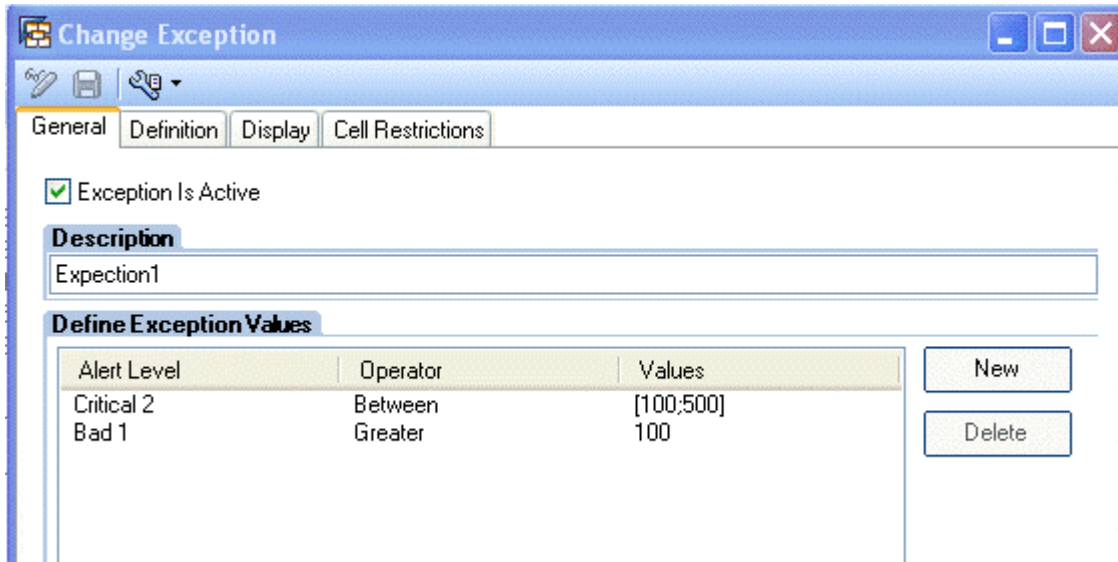 Change Exception
General Definition Display Cell Restrictions
Exception Is Active
Description
Expection1
Define Exception Values
Alert Level Operator Values
New
Critical 2 Between [100;500]
Bad 1 Greater 100
Delete